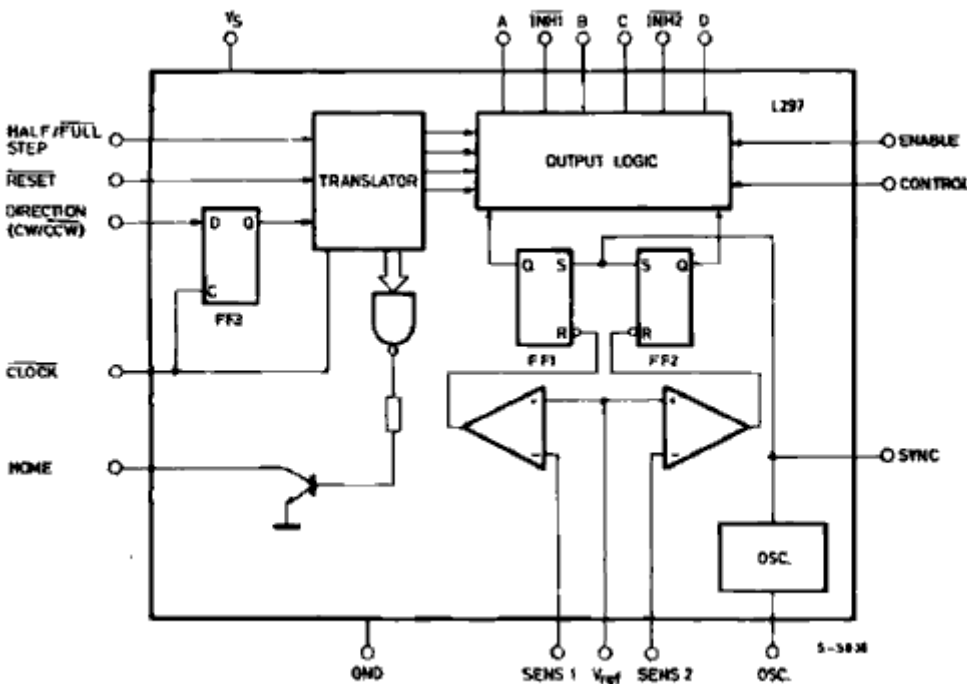 Vs
A INH1 B C INH2 D
L297
HALF/FULL
STEP
RESET
DIRECTION
(CW/CCW)
CLOCK
HOME
TRANSLATOR
OUTPUT LOGIC
ENABLE
CONTROL
D Q
C
FF3
Q S
R
FF1
S Q
R
FF2
+
-
+
-
SYNC
OSC.
GND
SENS 1
Vref
SENS 2
OSC.